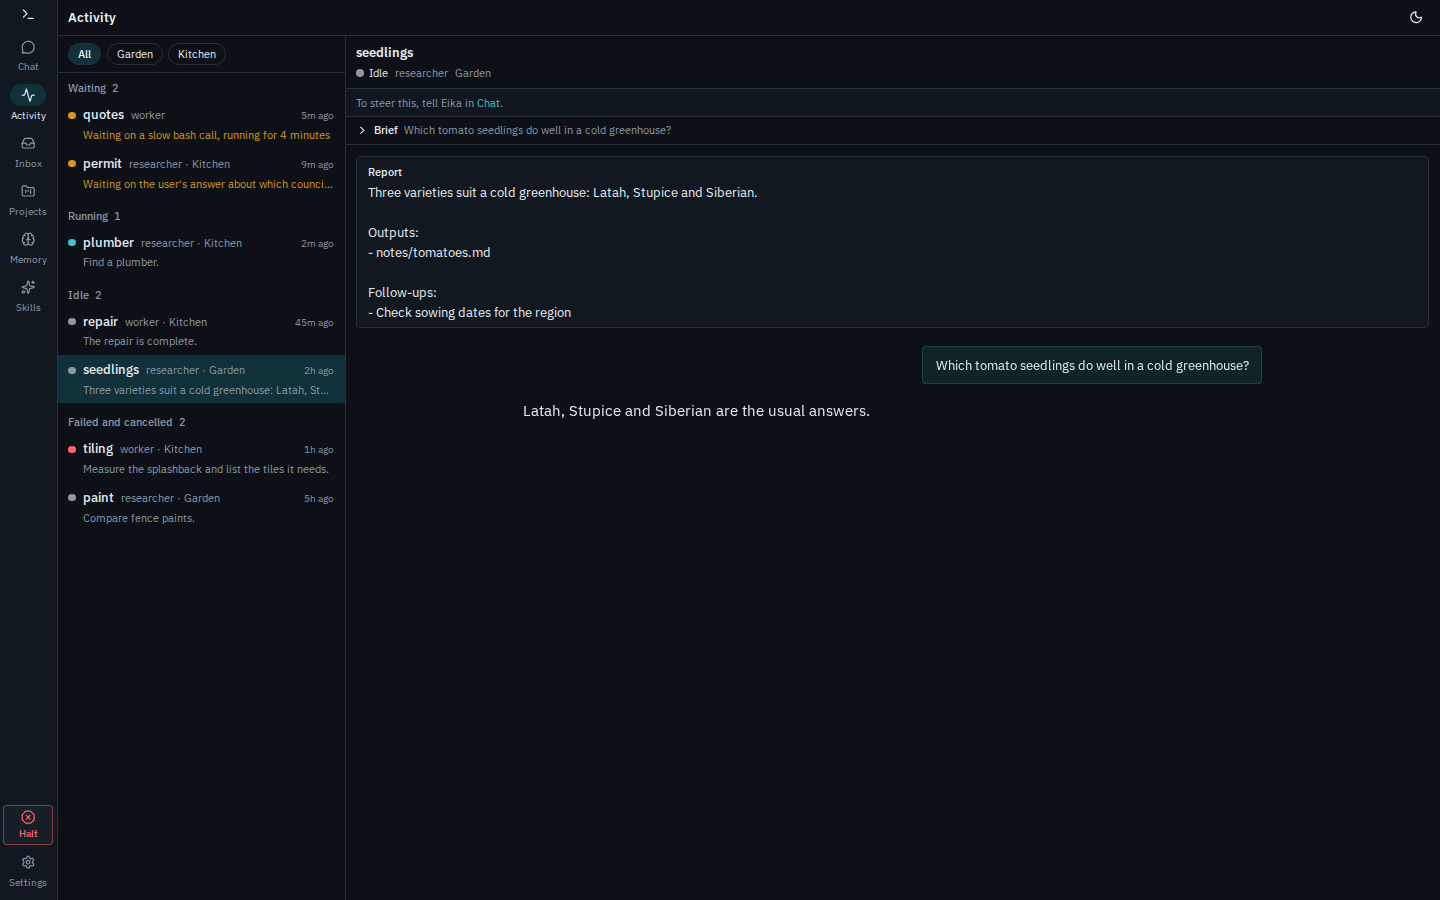 Activity
Chat
Activity
Inbox
Projects
Memory
Skills
Halt
Settings
All
Garden
Kitchen
Waiting 2
quotes worker 5m ago
Waiting on a slow bash call, running for 4 minutes
permit researcher · Kitchen 9m ago
Waiting on the user's answer about which counci...
Running 1
plumber researcher · Kitchen 2m ago
Find a plumber.
Idle 2
repair worker · Kitchen 45m ago
The repair is complete.
seedlings researcher · Garden 2h ago
Three varieties suit a cold greenhouse: Latah, St...
Failed and cancelled 2
tiling worker · Kitchen 1h ago
Measure the splashback and list the tiles it needs.
paint researcher · Garden 5h ago
Compare fence paints.
seedlings
Idle researcher Garden
To steer this, tell Eika in Chat.
Brief Which tomato seedlings do well in a cold greenhouse?
Report
Three varieties suit a cold greenhouse: Latah, Stupice and Siberian.
Outputs:
- notes/tomatoes.md
Follow-ups:
- Check sowing dates for the region
Which tomato seedlings do well in a cold greenhouse?
Latah, Stupice and Siberian are the usual answers.